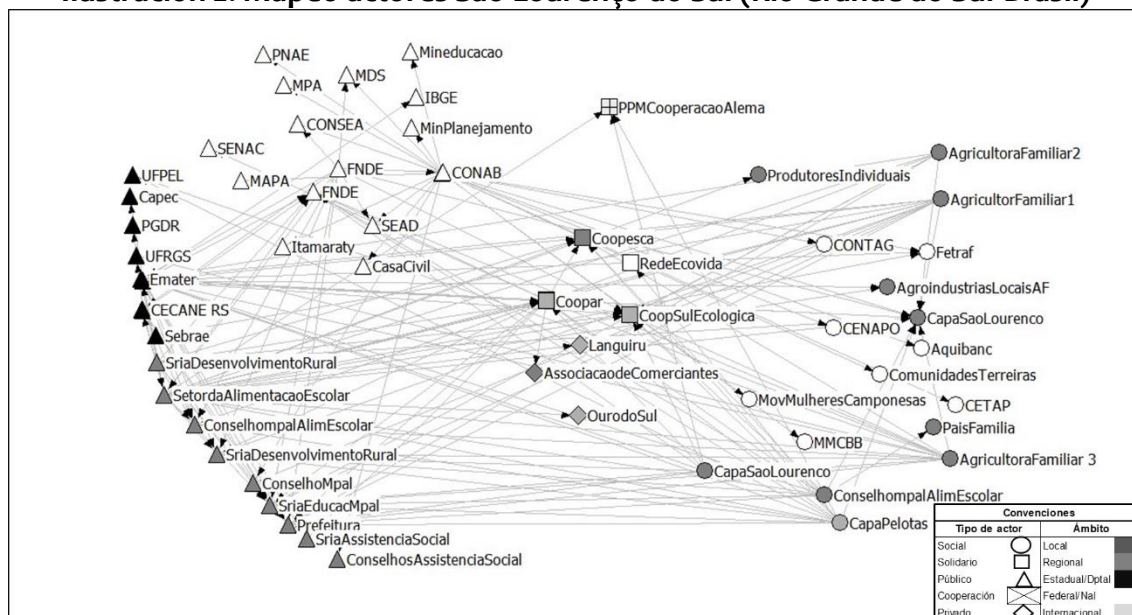 Ilustración 1. Mapeo actores São Lourenço do Sul (Rio Grande do Sul-Brasil)
PNAE
Mineducacao
MPA
MDS
IBGE
PPMCooperacaoAlema
CONSEA
MinPlanejamento
SENAC
AgricultoraFamiliar2
UFPEL
FNDE
CONAB
ProdutoresIndividuais
MAPA
FNDE
Capec
AgricultorFamiliar1
PGDR
SEAD
Coopesca
CONTAG
Itamaraty
Fetraf
UFRGS
CasaCivil
RedeEcovida
Emater
AgroindustriasLocaisAF
Coopar
CECANE RS
CoopSulEcologica
CapaSaoLourenco
CENAPO
Sebrae
Languiru
Aquibanc
SriaDesenvolvimentoRural
AssociacaodeComerciantes
ComunidadesTerreiras
SetordaAlimentacaoEscolar
MovMulheresCamponesas
CETAP
OurodoSul
ConselhompalAlimEscolar
PaisFamilia
MMCBB
SriaDesenvolvimentoRural
AgricultoraFamiliar 3
CapaSaoLourenco
ConselhoMpal
ConselhompalAlimEscolar
SriaEducacMpal
CapaPelotas
Prefeitura
SriaAssistenciaSocial
ConselhosAssistenciaSocial
Convenciones
Tipo de actor Ámbito
Social Local
Solidario Regional
Público Estadual/Dptal
Cooperación Federal/Nal
Privado Internacional